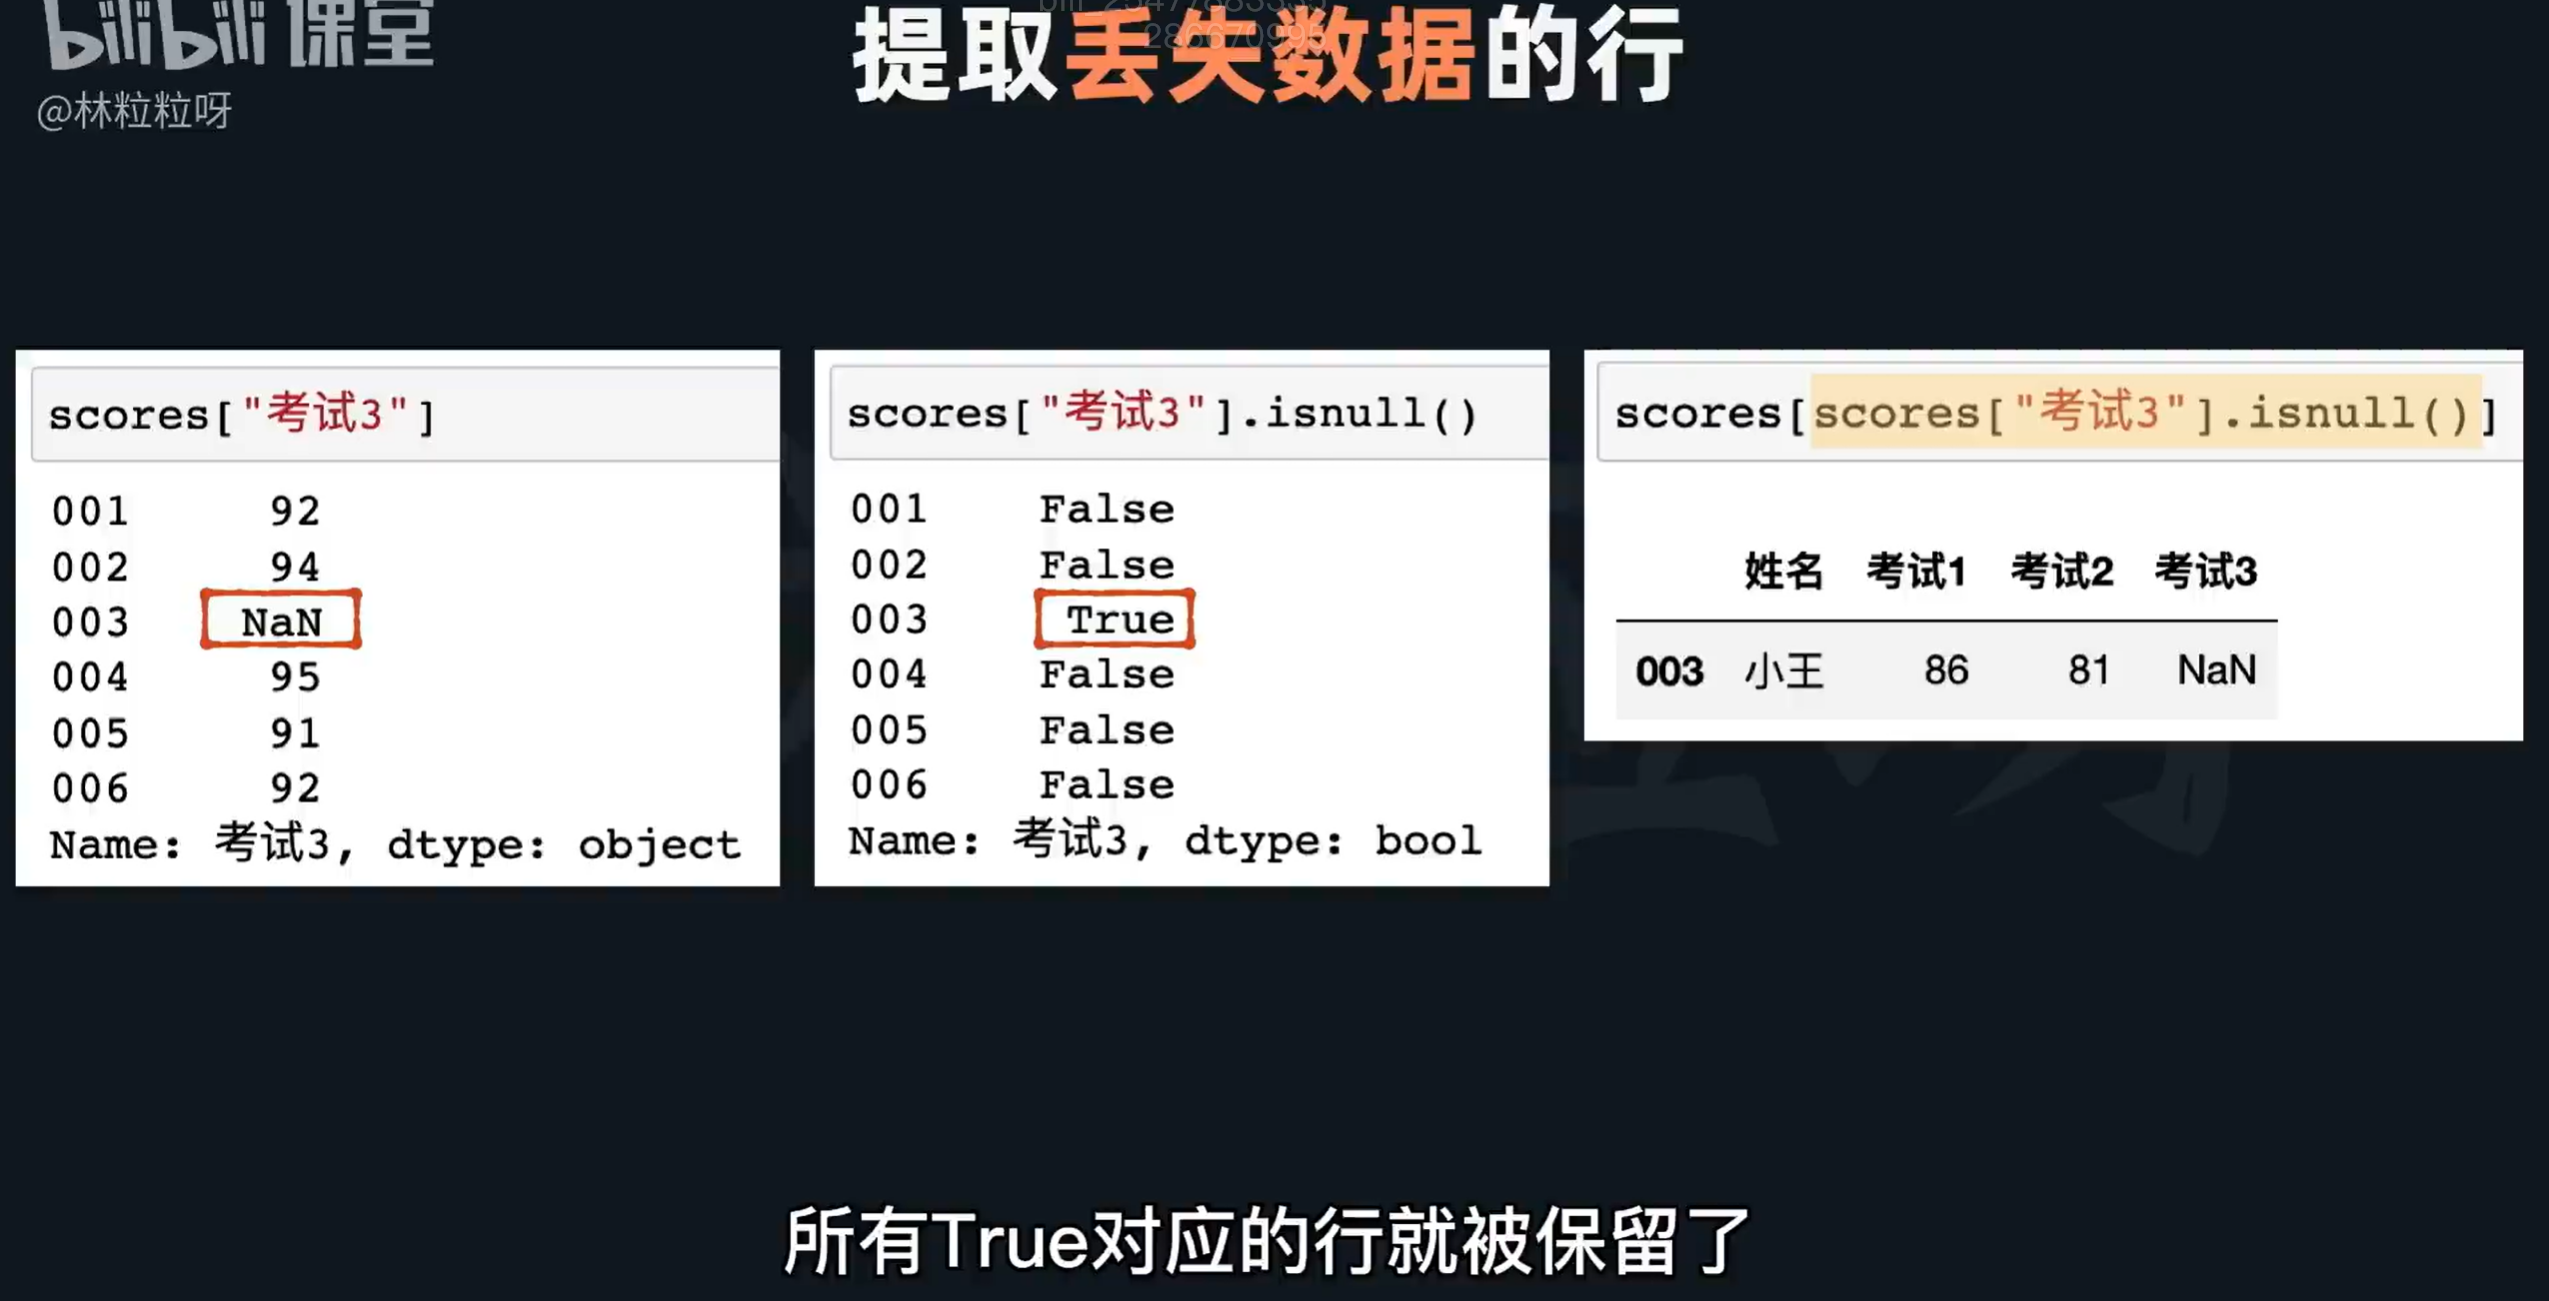 bilibili 课堂
@林粒粒呀
提取丢失数据的行
scores["考试3"]
001 92
002 94
003 NaN
004 95
005 91
006 92
Name: 考试3, dtype: object
scores["考试3"].isnull()
001 False
002 False
003 True
004 False
005 False
006 False
Name: 考试3, dtype: bool
scores[scores["考试3"].isnull()]
姓名 考试1 考试2 考试3
003 小王 86 81 NaN
所有True对应的行就被保留了